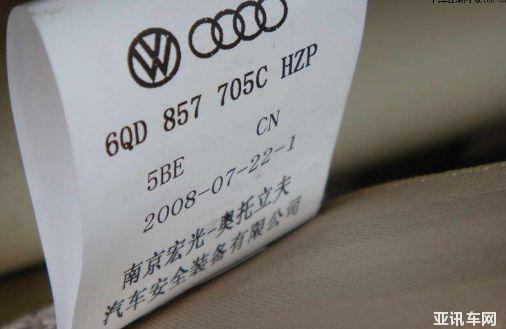 6QD 857 705C HZP
5BE CN
2008-07-22-1
南京宏光-奥托立夫
汽车安全装备有限公司
亚讯车网